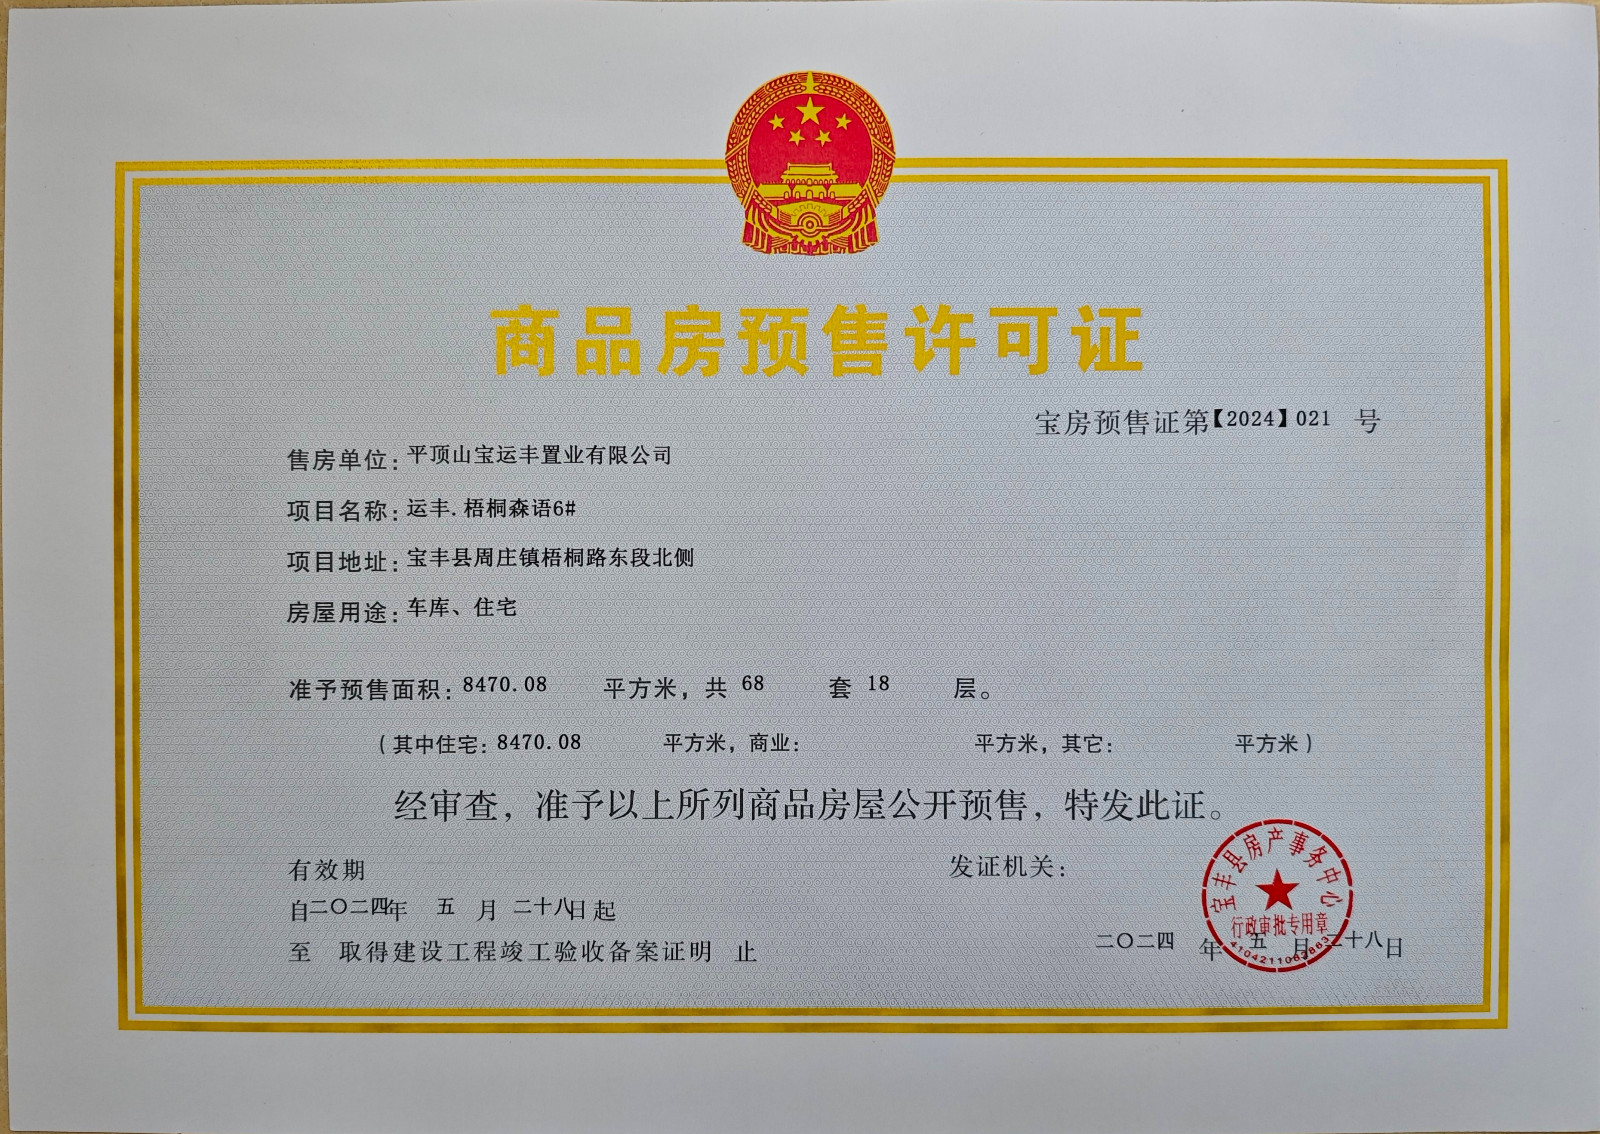 商品房预售许可证
宝房预售证第【2024】021 号
售房单位：平顶山宝运丰置业有限公司
项目名称：运丰.梧桐森语6#
项目地址：宝丰县周庄镇梧桐路东段北侧
房屋用途：车库、住宅
准予预售面积：8470.08 平方米，共 68 套 18 层。
（其中住宅：8470.08 平方米，商业： 平方米，其它： 平方米）
经审查，准予以上所列商品房屋公开预售，特发此证。
有效期
发证机关：
宝丰县房产事务中心
行政审批专用章
自二〇二四年 五 月 二十八日起
至 取得建设工程竣工验收备案证明 止
二〇二四 年 五 月 二十八日